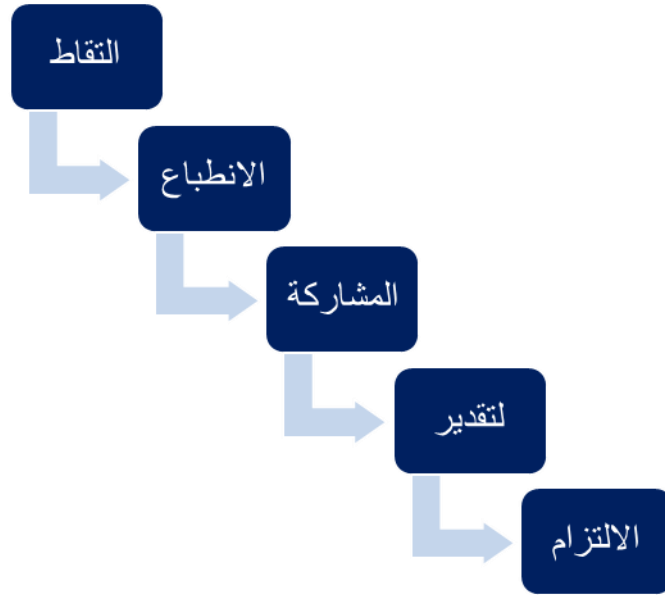 التقاط
الانطباع
المشاركة
لتقدير
الالتزام